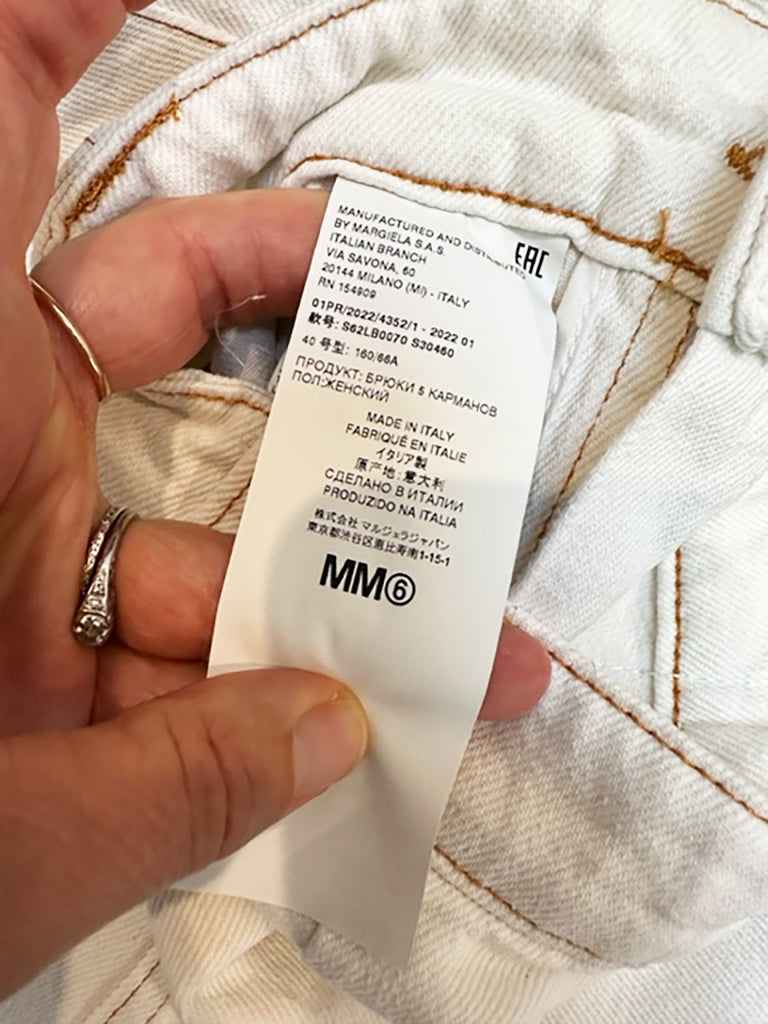 MANUFACTURED AND DISTRIBUTED
BY MARGIELA S.A.S.
ITALIAN BRANCH
VIA SAVONA, 60
20144 MILANO (MI) - ITALY
RN 154909
EAC
01PR/2022/4352/1 - 2022 01
款号: S62LB0070 S30460
40 号型: 160/66A
ПРОДУКТ: БРЮКИ 5 КАРМАНОВ
ПОЛ:ЖЕНСКИЙ
MADE IN ITALY
FABRIQUÉ EN ITALIE
イタリア製
原产地: 意大利
СДЕЛАНО В ИТАЛИИ
PRODUZIDO NA ITALIA
株式会社 マルジェラジャパン
東京都渋谷区恵比寿南1-15-1
MM⑥